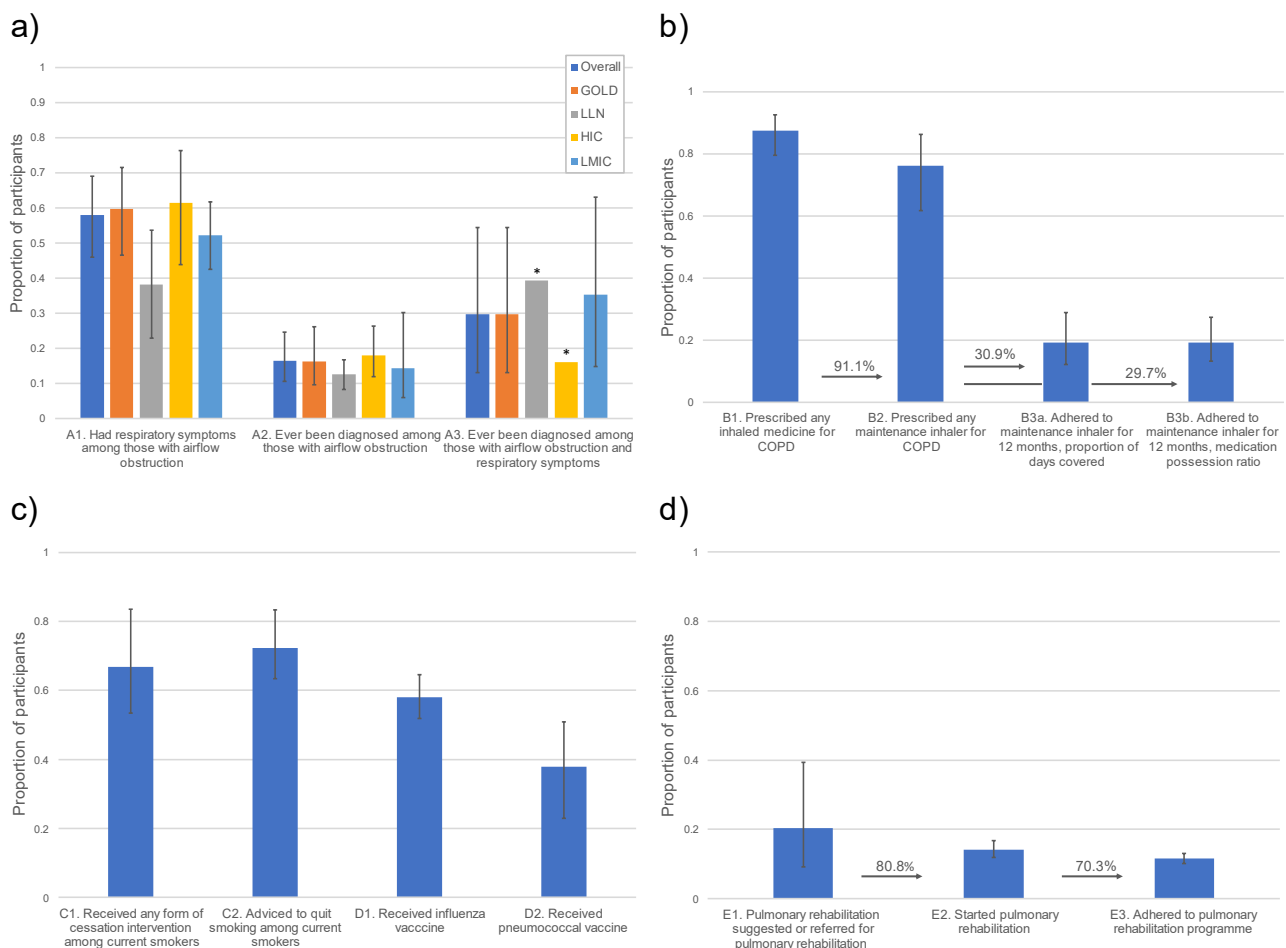 a)
1
0.9
0.8
0.7
0.6
0.5
0.4
0.3
0.2
0.1
0
Proportion of participants
Overall
GOLD
LLN
HIC
LMIC
*
*
A1. Had respiratory symptoms
among those with airflow
obstruction
A2. Ever been diagnosed among
those with airflow obstruction
A3. Ever been diagnosed among
those with airflow obstruction and
respiratory symptoms
b)
1
0.8
0.6
0.4
0.2
0
Proportion of participants
91.1%
30.9%
29.7%
B1. Prescribed any
inhaled medicine for
COPD
B2. Prescribed any
maintenance inhaler for
COPD
B3a. Adhered to
maintenance inhaler for
12 months, proportion of
days covered
B3b. Adhered to
maintenance inhaler for
12 months, medication
possession ratio
c)
1
0.8
0.6
0.4
0.2
0
Proportion of participants
C1. Received any form of
cessation intervention
among current smokers
C2. Adviced to quit
smoking among current
smokers
D1. Received influenza
vacccine
D2. Received
pneumococcal vaccine
d)
1
0.8
0.6
0.4
0.2
0
Proportion of participants
80.8%
70.3%
E1. Pulmonary rehabilitation
suggested or referred for
pulmonary rehabilitation
E2. Started pulmonary
rehabilitation
E3. Adhered to pulmonary
rehabilitation programme